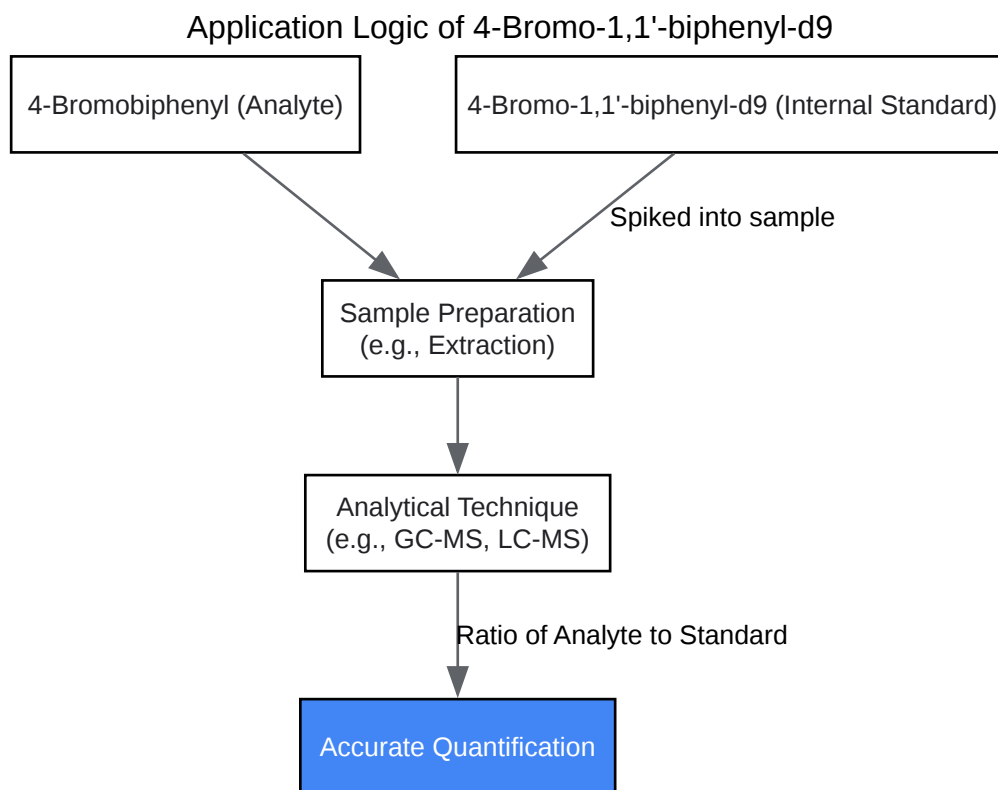 Application Logic of 4-Bromo-1,1'-biphenyl-d9
4-Bromobiphenyl (Analyte)
4-Bromo-1,1'-biphenyl-d9 (Internal Standard)
Spiked into sample
Sample Preparation
(e.g., Extraction)
Analytical Technique
(e.g., GC-MS, LC-MS)
Ratio of Analyte to Standard
Accurate Quantification